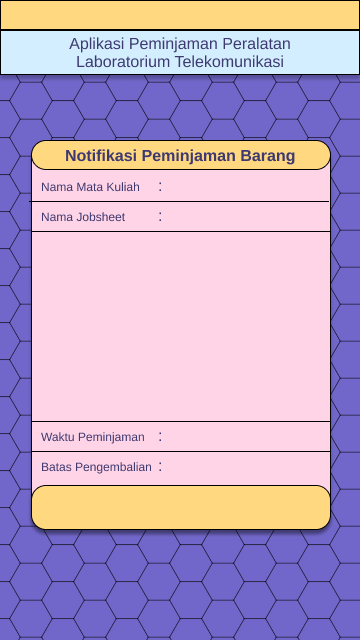 Aplikasi Peminjaman Peralatan
Laboratorium Telekomunikasi
Notifikasi Peminjaman Barang
Nama Mata Kuliah :
Nama Jobsheet :
Waktu Peminjaman :
Batas Pengembalian :